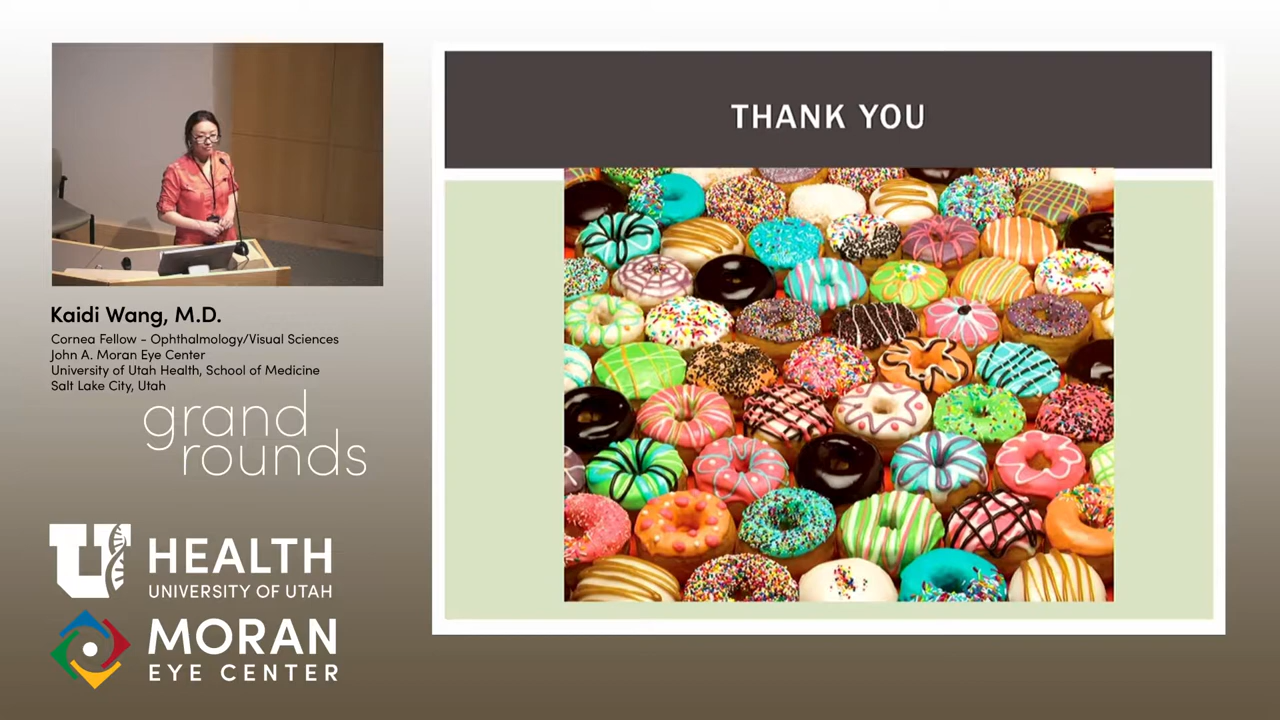 THANK YOU
Kaidi Wang, M.D.
Cornea Fellow - Ophthalmology/Visual Sciences
John A. Moran Eye Center
University of Utah Health, School of Medicine
Salt Lake City, Utah
grand
rounds
U HEALTH
UNIVERSITY OF UTAH
MORAN
EYE CENTER